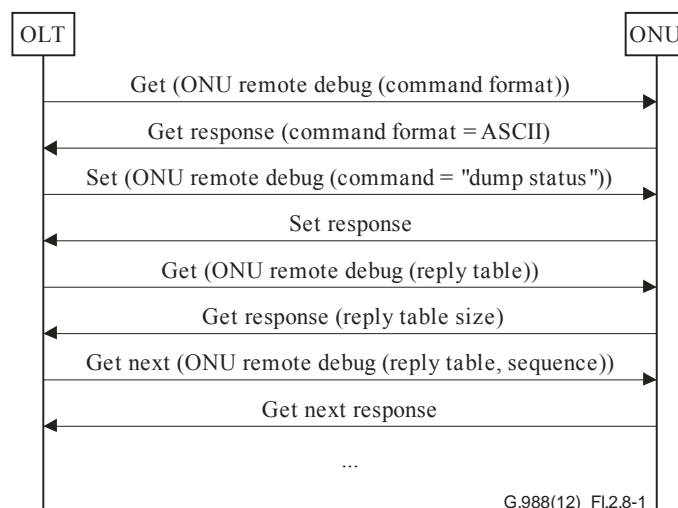 OLT
ONU
Get (ONU remote debug (command format))
Get response (command format = ASCII)
Set (ONU remote debug (command = "dump status"))
Set response
Get (ONU remote debug (reply table))
Get response (reply table size)
Get next (ONU remote debug (reply table, sequence))
Get next response
...
G.988(12)_FI.2.8-1